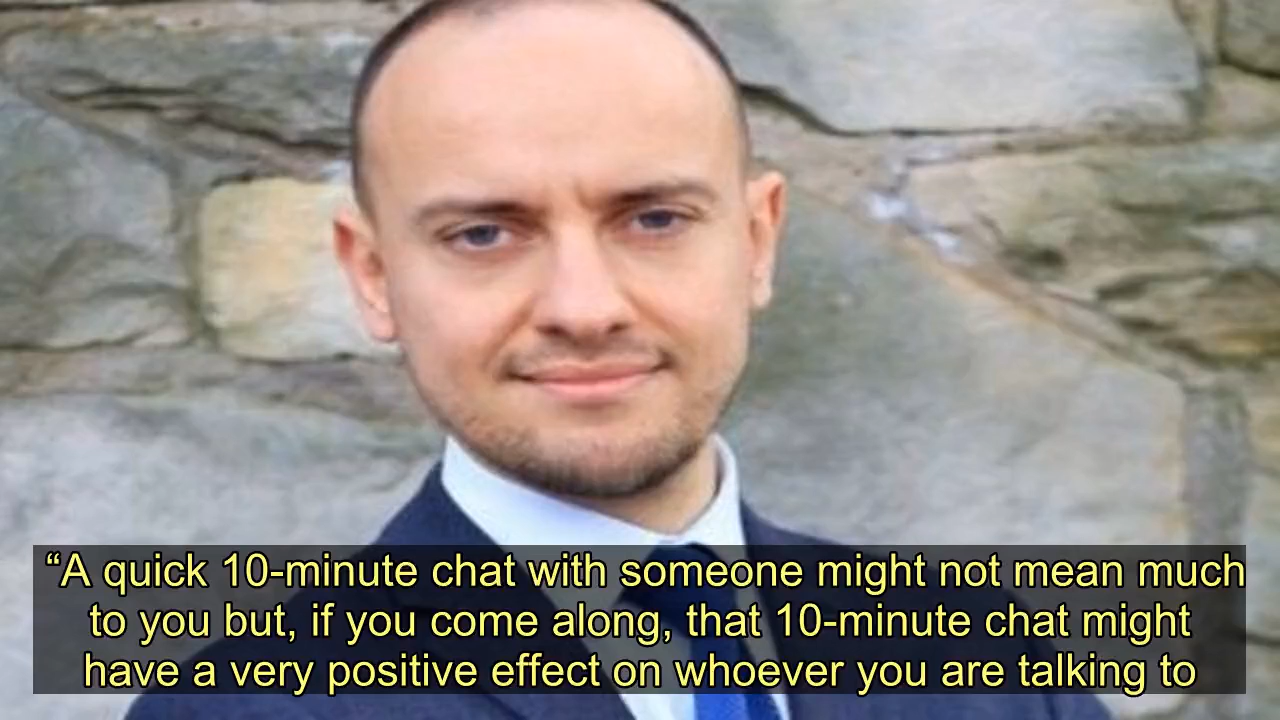 “A quick 10-minute chat with someone might not mean much
to you but, if you come along, that 10-minute chat might
have a very positive effect on whoever you are talking to